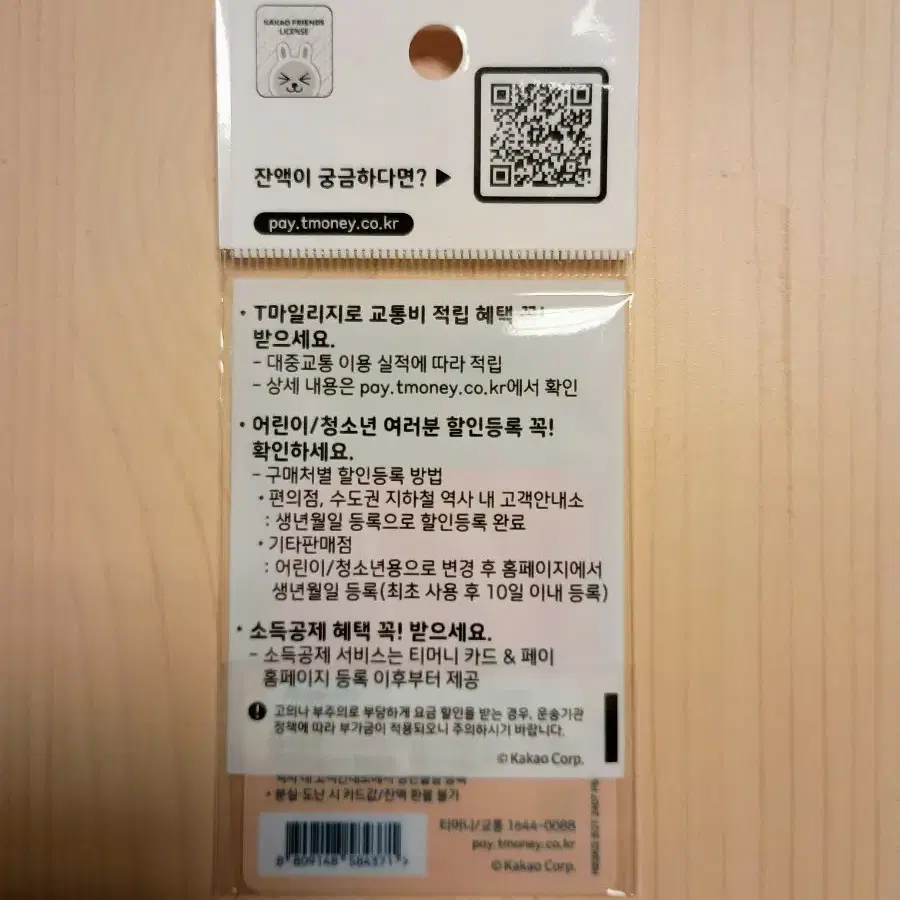 KAKAO FRIENDS
LICENSE
잔액이 궁금하다면? ▶
pay.tmoney.co.kr
• T마일리지로 교통비 적립 혜택 꼭!
받으세요.
- 대중교통 이용 실적에 따라 적립
- 상세 내용은 pay.tmoney.co.kr에서 확인
• 어린이/청소년 여러분 할인등록 꼭!
확인하세요.
- 구매처별 할인등록 방법
• 편의점, 수도권 지하철 역사 내 고객안내소
: 생년월일 등록으로 할인등록 완료
• 기타판매점
: 어린이/청소년용으로 변경 후 홈페이지에서
생년월일 등록(최초 사용 후 10일 이내 등록)
• 소득공제 혜택 꼭! 받으세요.
- 소득공제 서비스는 티머니 카드 & 페이
홈페이지 등록 이후부터 제공
! 고의나 부주의로 부당하게 요금 할인을 받는 경우, 운송기관
정책에 따라 부가금이 적용되오니 주의하시기 바랍니다.
© Kakao Corp.
• 분실·도난 시 카드값/잔액 환불 불가
티머니/교통 1644-0088
pay.tmoney.co.kr
© Kakao Corp.
8 809148 584371 >